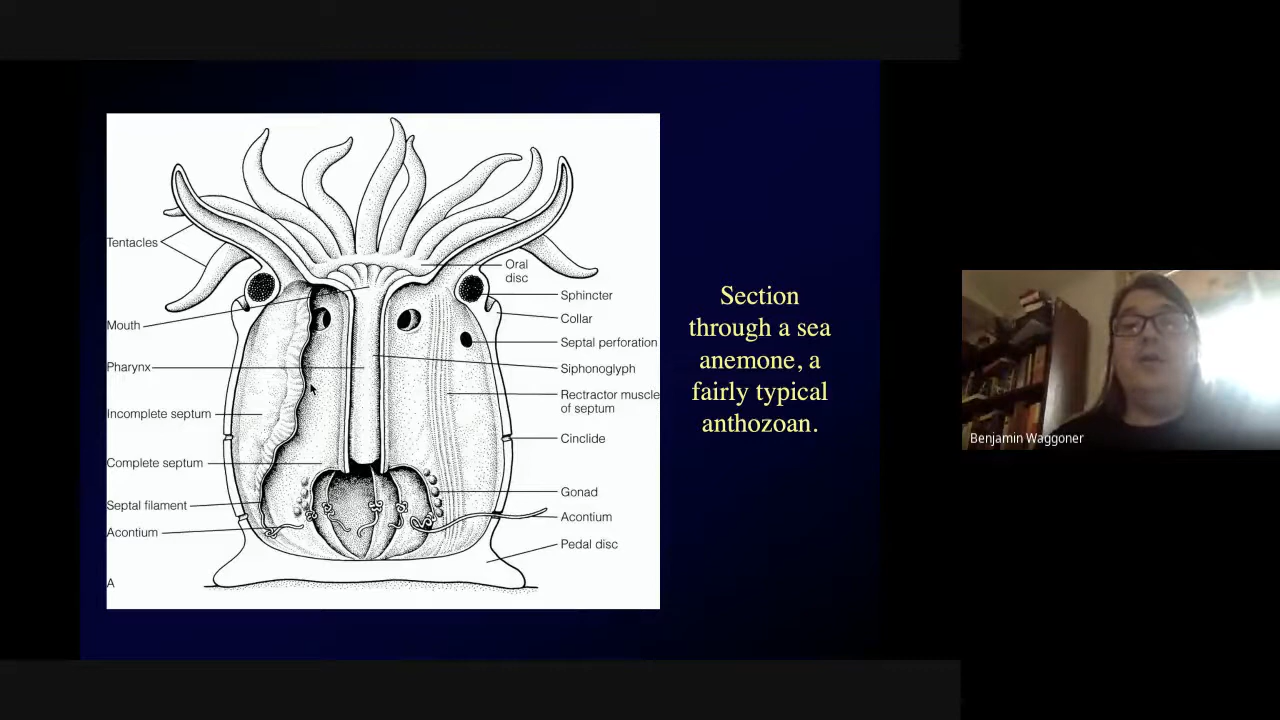 Tentacles
Mouth
Pharynx
Incomplete septum
Complete septum
Septal filament
Acontium
A
Oral
disc
Sphincter
Collar
Septal perforation
Siphonoglyph
Rectractor muscle
of septum
Cinclide
Gonad
Acontium
Pedal disc
Section
through a sea
anemone, a
fairly typical
anthozoan.
Benjamin Waggoner